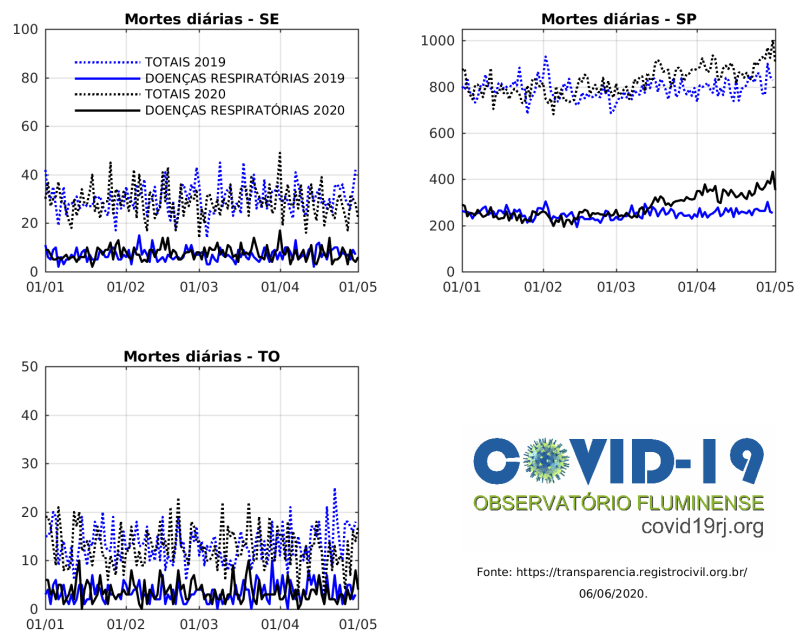 Mortes diárias - SE
100
80
60
40
20
0
TOTAIS 2019
DOENÇAS RESPIRATÓRIAS 2019
TOTAIS 2020
DOENÇAS RESPIRATÓRIAS 2020
01/01 01/02 01/03 01/04 01/05
Mortes diárias - SP
1000
800
600
400
200
0
01/01 01/02 01/03 01/04 01/05
Mortes diárias - TO
50
40
30
20
10
0
01/01 01/02 01/03 01/04 01/05
COVID-19
OBSERVATÓRIO FLUMINENSE
covid19rj.org
Fonte: https://transparencia.registrocivil.org.br/
06/06/2020.